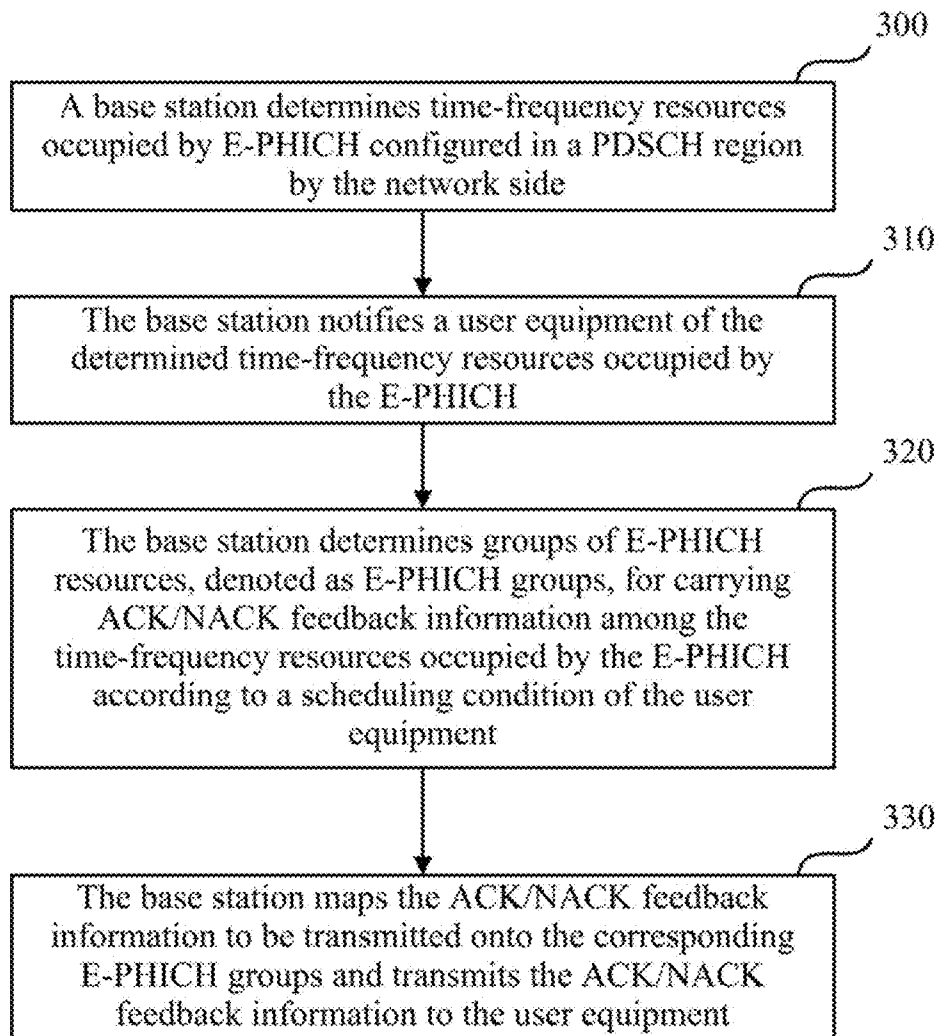 300
A base station determines time-frequency resources
occupied by E-PHICH configured in a PDSCH region
by the network side
310
The base station notifies a user equipment of the
determined time-frequency resources occupied by
the E-PHICH
320
The base station determines groups of E-PHICH
resources, denoted as E-PHICH groups, for carrying
ACK/NACK feedback information among the
time-frequency resources occupied by the E-PHICH
according to a scheduling condition of the user
equipment
330
The base station maps the ACK/NACK feedback
information to be transmitted onto the corresponding
E-PHICH groups and transmits the ACK/NACK
feedback information to the user equipment